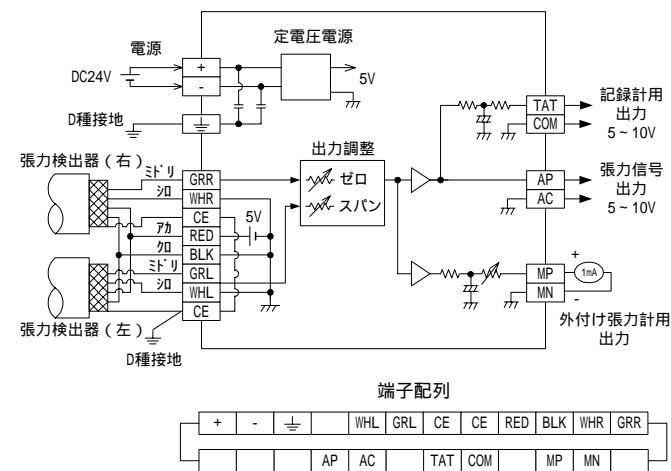 電源
定電圧電源
DC24V
+
-
5V
D種接地
張力検出器(右)
ミドリ
シロ
アカ
クロ
ミドリ
シロ
張力検出器(左)
D種接地
GRR
WHR
CE
RED
BLK
GRL
WHL
CE
5V
出力調整
ゼロ
スパン
TAT
COM
記録計用
出力
5~10V
AP
AC
張力信号
出力
5~10V
MP
MN
+
1mA
-
外付け張力計用
出力
端子配列
+ - WHL GRL CE CE RED BLK WHR GRR
AP AC TAT COM MP MN